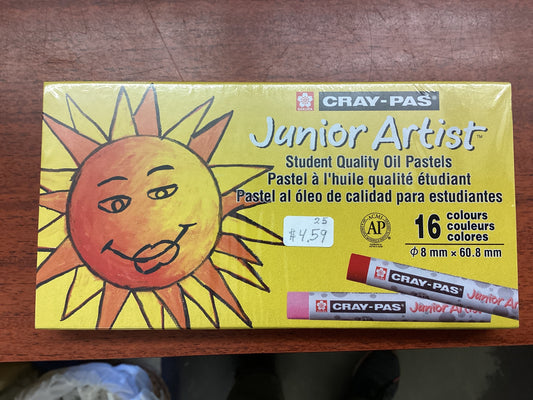 CRAY-PAS®
Junior Artist™
Student Quality Oil Pastels
Pastel à l'huile qualité étudiant
Pastel al óleo de calidad para estudiantes
25
$4.59
AP
16 colours
couleurs
colores
φ 8 mm × 60.8 mm
CRAY-PAS Junior Art
CRAY-PAS Junior Artist